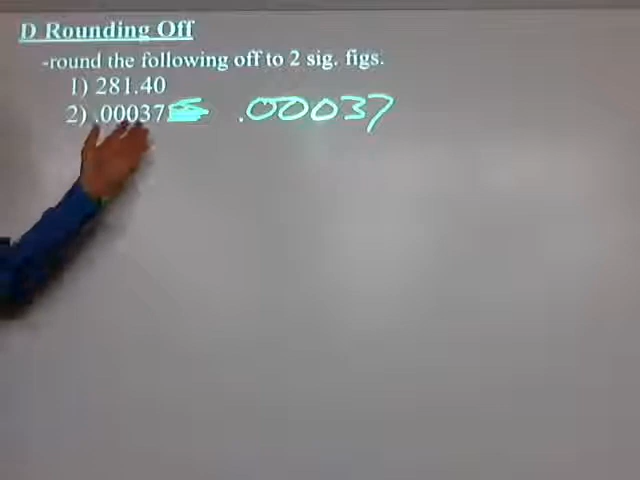 D Rounding Off
-round the following off to 2 sig. figs.
1) 281.40
2) .00037 .00037